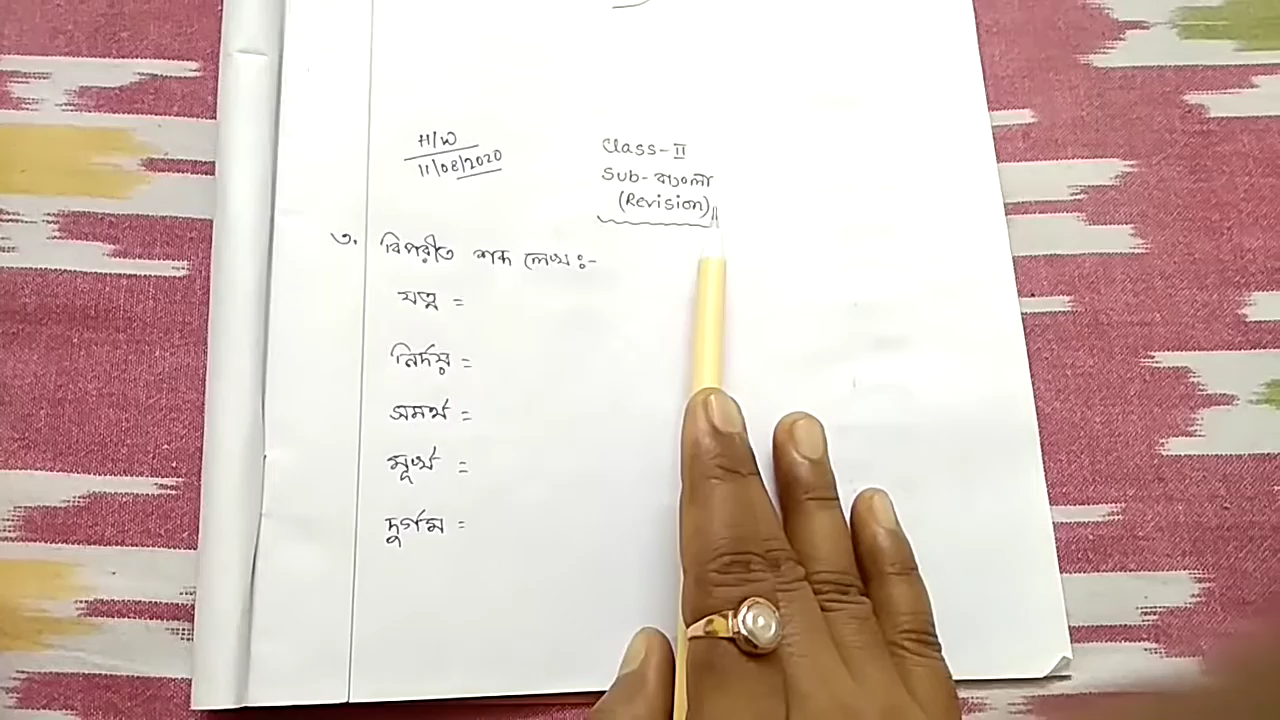 H/W
11/08/2020
Class-II
Sub-বাংলা
(Revision)
৩. বিপরীত শব্দ লেখ :-
যত্ন =
নির্দয় =
সমর্থ =
মূর্খ =
দুর্গম =